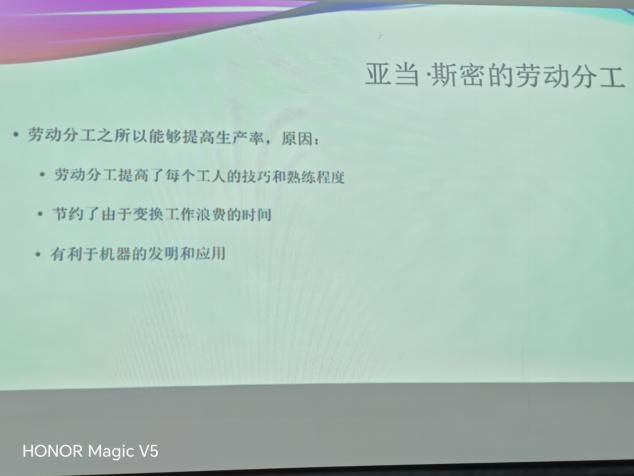 亚当·斯密的劳动分工
• 劳动分工之所以能够提高生产率，原因：
• 劳动分工提高了每个工人的技巧和熟练程度
• 节约了由于变换工作浪费的时间
• 有利于机器的发明和应用
HONOR Magic V5